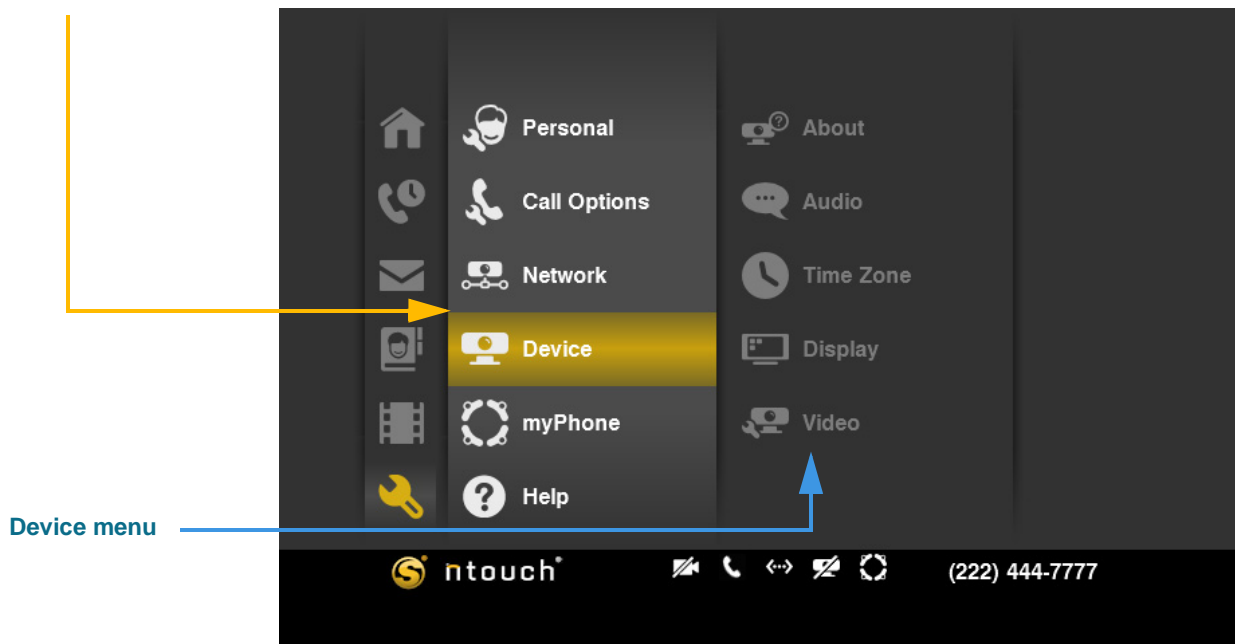 Personal
Call Options
Network
Device
myPhone
Help
About
Audio
Time Zone
Display
Video
Device menu
ntouch®
(222) 444-7777